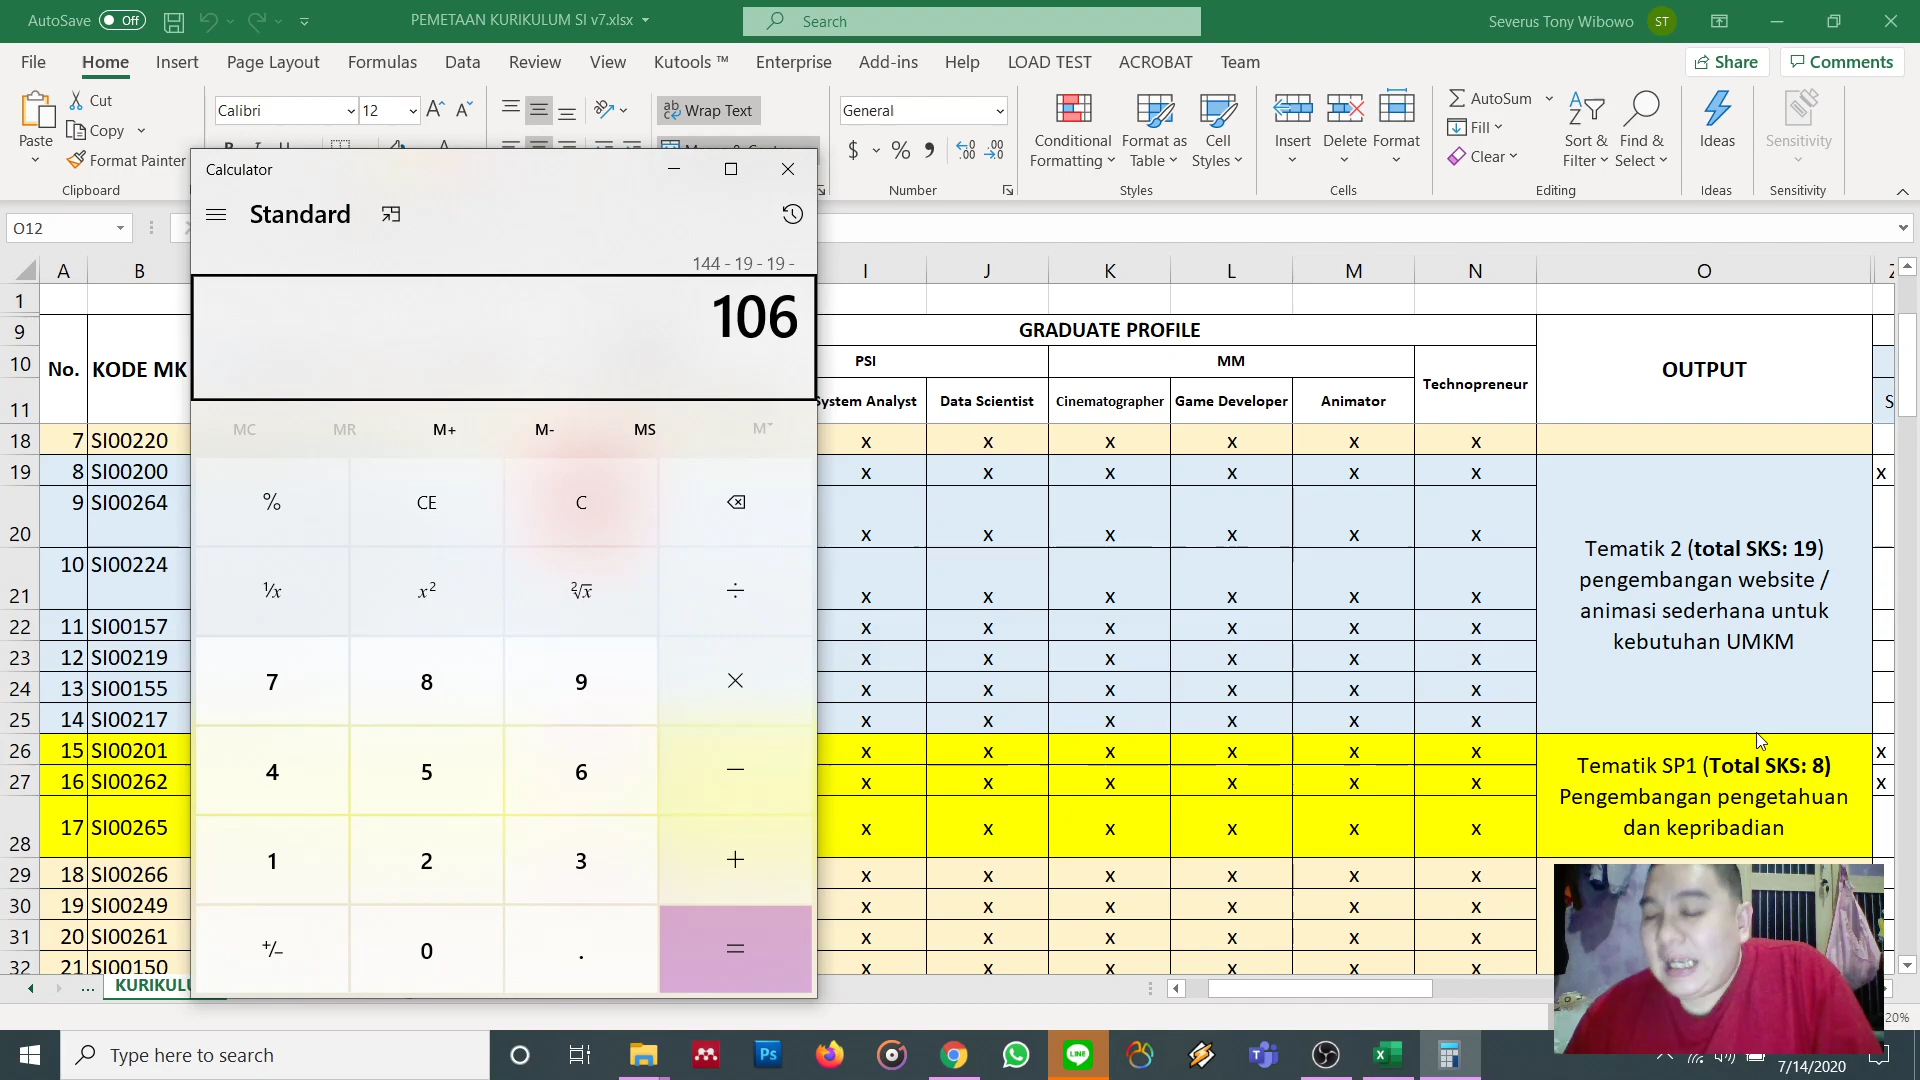 AutoSave Off
PEMETAAN KURIKULUM SI v7.xlsx
Search
Severus Tony Wibowo ST
File Home Insert Page Layout Formulas Data Review View Kutools ™ Enterprise Add-ins Help LOAD TEST ACROBAT Team Share Comments
Paste
Cut
Copy
Format Painter
Clipboard
Calibri 12
Wrap Text
General
$ % ,
Number
Conditional Formatting
Format as Table
Cell Styles
Styles
Insert Delete Format
Cells
AutoSum
Fill
Clear
Sort & Filter
Find & Select
Editing
Ideas
Ideas
Sensitivity
Sensitivity
O12
Calculator
Standard
144 - 19 - 19 -
106
MC MR M+ M- MS M
% CE C
¹/x x² ²√x ÷
7 8 9 ×
4 5 6 −
1 2 3 +
+/− 0 . =
A B I J K L M N O
1
9 GRADUATE PROFILE
10 No. KODE MK PSI MM Technopreneur OUTPUT
11 System Analyst Data Scientist Cinematographer Game Developer Animator S
18 7 SI00220 x x x x x x
19 8 SI00200 x x x x x x x
20 9 SI00264 x x x x x x
21 10 SI00224 x x x x x x
22 11 SI00157 x x x x x x
23 12 SI00219 x x x x x x
24 13 SI00155 x x x x x x
25 14 SI00217 x x x x x x
Tematik 2 (total SKS: 19)
pengembangan website /
animasi sederhana untuk
kebutuhan UMKM
26 15 SI00201 x x x x x x x
27 16 SI00262 x x x x x x x
28 17 SI00265 x x x x x x
Tematik SP1 (Total SKS: 8)
Pengembangan pengetahuan
dan kepribadian
29 18 SI00266 x x x x x x
30 19 SI00249 x x x x x x
31 20 SI00261 x x x x x x
32 21 SI00150 x x x x x x
...
20%
Type here to search
Ps
LINE
7/14/2020